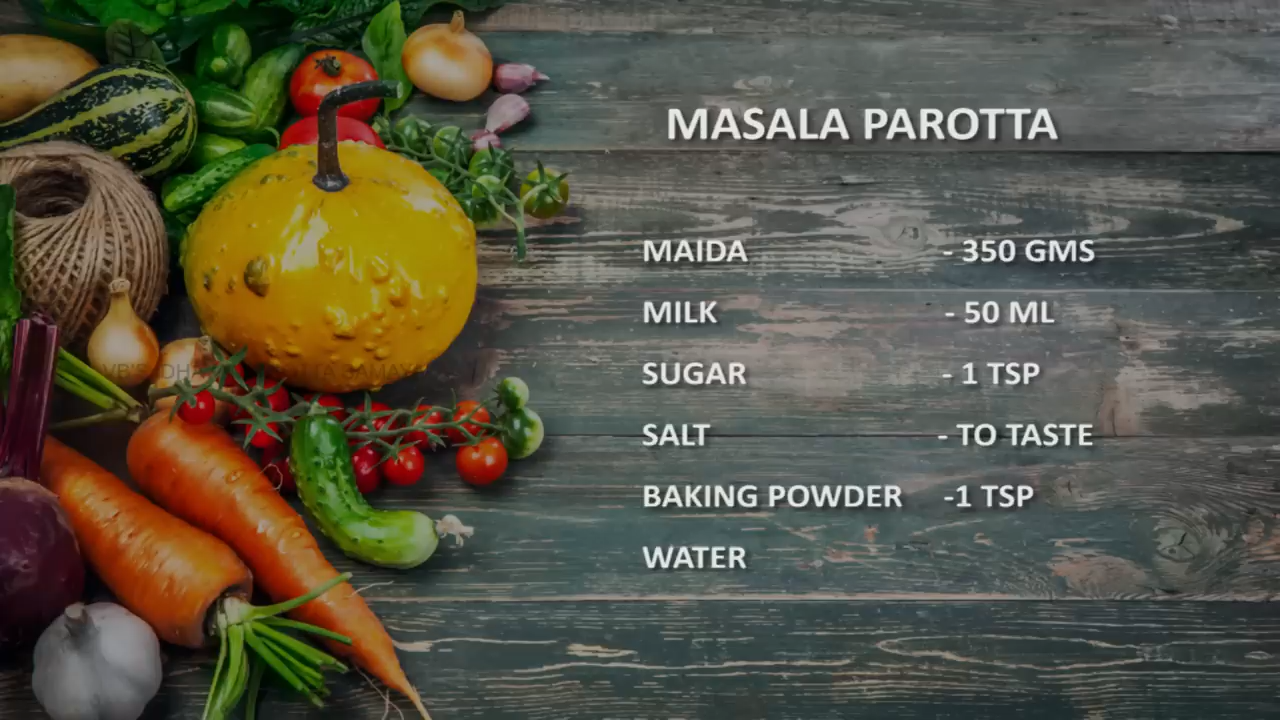 MASALA PAROTTA
MAIDA - 350 GMS
MILK - 50 ML
SUGAR - 1 TSP
SALT - TO TASTE
BAKING POWDER -1 TSP
WATER